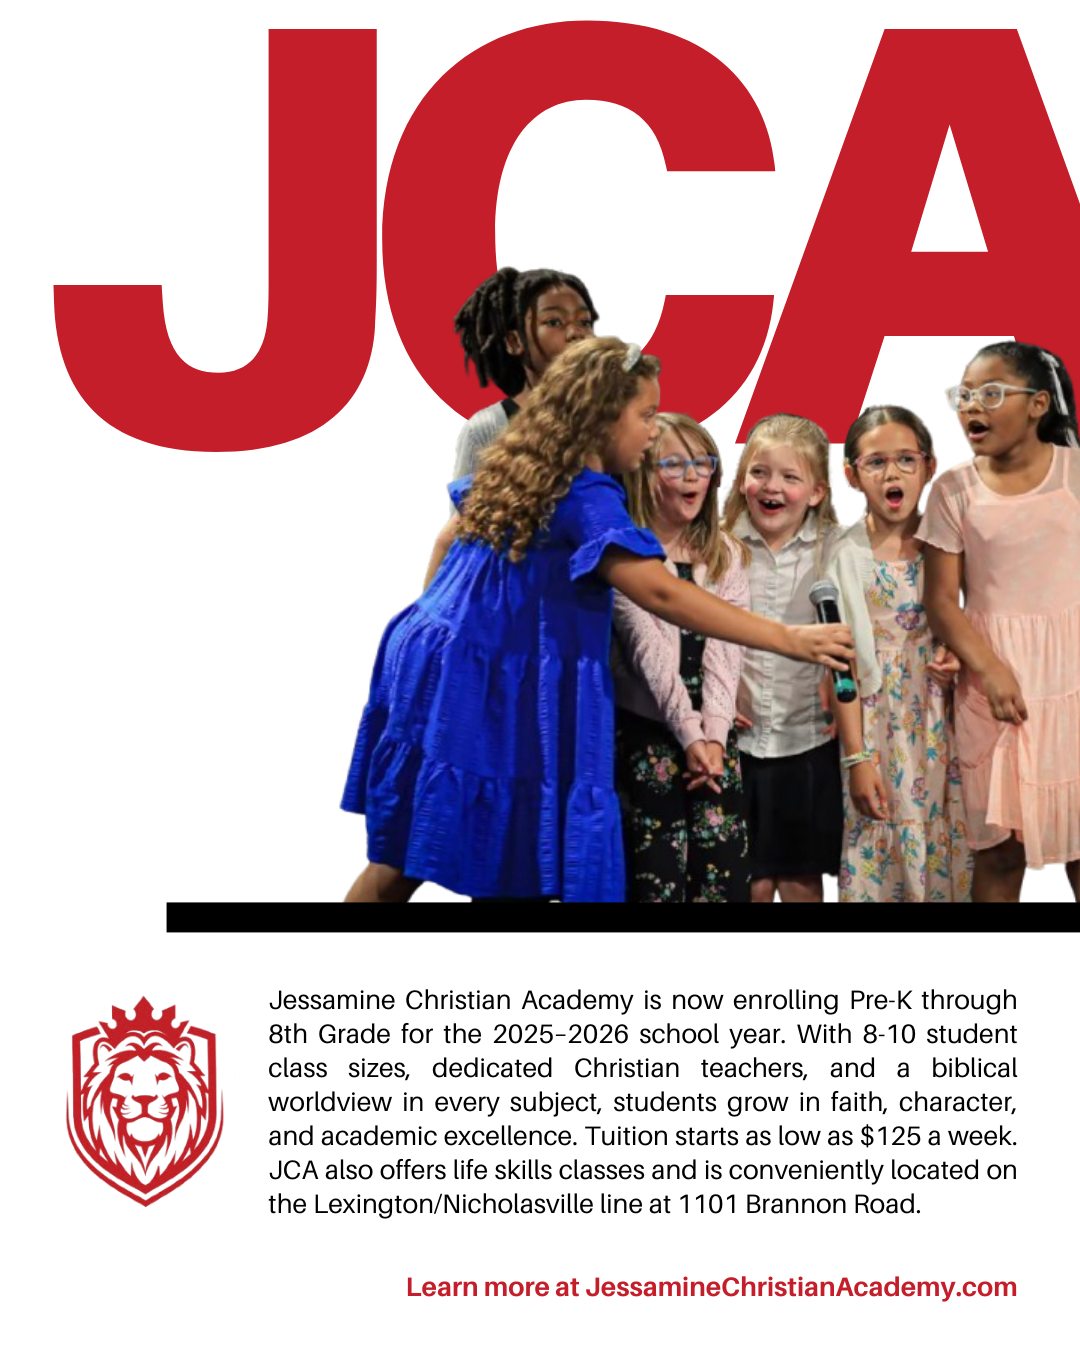 JCA
Jessamine Christian Academy is now enrolling Pre-K through
8th Grade for the 2025–2026 school year. With 8-10 student
class sizes, dedicated Christian teachers, and a biblical
worldview in every subject, students grow in faith, character,
and academic excellence. Tuition starts as low as $125 a week.
JCA also offers life skills classes and is conveniently located on
the Lexington/Nicholasville line at 1101 Brannon Road.
Learn more at JessamineChristianAcademy.com